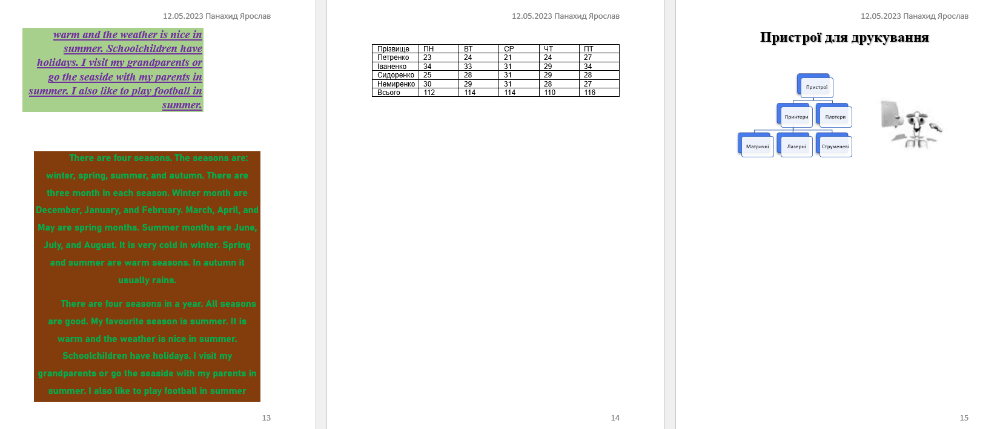 12.05.2023 Панахид Ярослав
warm and the weather is nice in
summer. Schoolchildren have
holidays. I visit my grandparents or
go the seaside with my parents in
summer. I also like to play football in
summer.
There are four seasons. The seasons are:
winter, spring, summer, and autumn. There are
three month in each season. Winter month are
December, January, and February. March, April, and
May are spring months. Summer months are June,
July, and August. It is very cold in winter. Spring
and summer are warm seasons. In autumn it
usually rains.
There are four seasons in a year. All seasons
are good. My favourite season is summer. It is
warm and the weather is nice in summer.
Schoolchildren have holidays. I visit my
grandparents or go the seaside with my parents in
summer. I also like to play football in summer
13
12.05.2023 Панахид Ярослав
Прізвище ПН ВТ СР ЧТ ПТ
Петренко 23 24 21 24 27
Іваненко 34 33 31 29 34
Сидоренко 25 28 31 29 28
Немиренко 30 29 31 28 27
Всього 112 114 114 110 116
14
12.05.2023 Панахид Ярослав
Пристрої для друкування
Пристрої
Принтери Плотери
Матричні Лазерні Струменеві
15